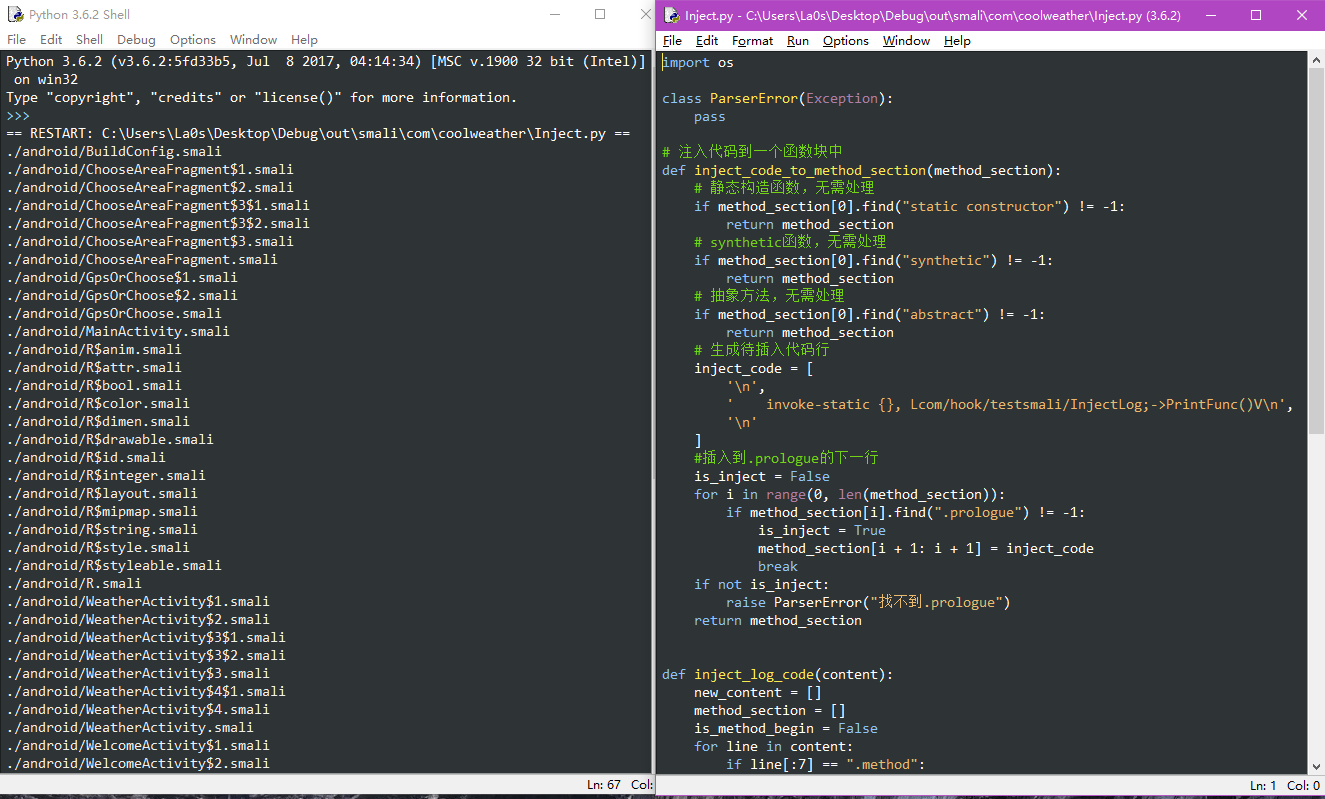 Python 3.6.2 Shell
File Edit Shell Debug Options Window Help
Python 3.6.2 (v3.6.2:5fd33b5, Jul  8 2017, 04:14:34) [MSC v.1900 32 bit (Intel)]
 on win32
Type "copyright", "credits" or "license()" for more information.
>>>
== RESTART: C:\Users\La0s\Desktop\Debug\out\smali\com\coolweather\Inject.py ==
./android/BuildConfig.smali
./android/ChooseAreaFragment$1.smali
./android/ChooseAreaFragment$2.smali
./android/ChooseAreaFragment$3$1.smali
./android/ChooseAreaFragment$3$2.smali
./android/ChooseAreaFragment$3.smali
./android/ChooseAreaFragment.smali
./android/GpsOrChoose$1.smali
./android/GpsOrChoose$2.smali
./android/GpsOrChoose.smali
./android/MainActivity.smali
./android/R$anim.smali
./android/R$attr.smali
./android/R$bool.smali
./android/R$color.smali
./android/R$dimen.smali
./android/R$drawable.smali
./android/R$id.smali
./android/R$integer.smali
./android/R$layout.smali
./android/R$mipmap.smali
./android/R$string.smali
./android/R$style.smali
./android/R$styleable.smali
./android/R.smali
./android/WeatherActivity$1.smali
./android/WeatherActivity$2.smali
./android/WeatherActivity$3$1.smali
./android/WeatherActivity$3$2.smali
./android/WeatherActivity$3.smali
./android/WeatherActivity$4$1.smali
./android/WeatherActivity$4.smali
./android/WeatherActivity.smali
./android/WelcomeActivity$1.smali
./android/WelcomeActivity$2.smali
Ln: 67 Col:
Inject.py - C:\Users\La0s\Desktop\Debug\out\smali\com\coolweather\Inject.py (3.6.2)
File Edit Format Run Options Window Help
import os
class ParserError(Exception):
    pass
# 注入代码到一个函数块中
def inject_code_to_method_section(method_section):
    # 静态构造函数，无需处理
    if method_section[0].find("static constructor") != -1:
        return method_section
    # synthetic函数，无需处理
    if method_section[0].find("synthetic") != -1:
        return method_section
    # 抽象方法，无需处理
    if method_section[0].find("abstract") != -1:
        return method_section
    # 生成待插入代码行
    inject_code = [
        '\n',
        '    invoke-static {}, Lcom/hook/testsmali/InjectLog;->PrintFunc()V\n',
        '\n'
    ]
    #插入到.prologue的下一行
    is_inject = False
    for i in range(0, len(method_section)):
        if method_section[i].find(".prologue") != -1:
            is_inject = True
            method_section[i + 1: i + 1] = inject_code
            break
    if not is_inject:
        raise ParserError("找不到.prologue")
    return method_section
def inject_log_code(content):
    new_content = []
    method_section = []
    is_method_begin = False
    for line in content:
        if line[:7] == ".method":
Ln: 1 Col: 0